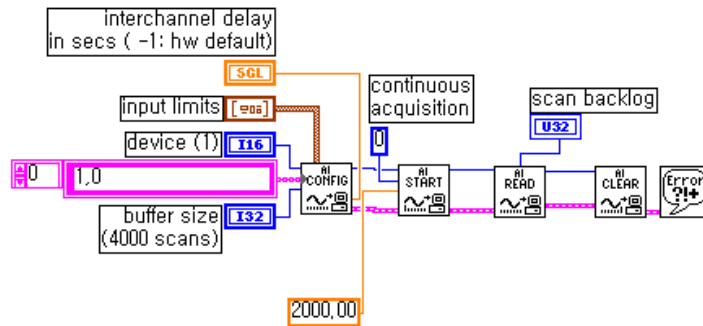 interchannel delay
in secs ( -1: hw default)
SGL
input limits
device (1)
I16
0
1,0
buffer size
(4000 scans)
I32
AI
CONFIG
continuous
acquisition
0
AI
START
2000,00
scan backlog
U32
AI
READ
AI
CLEAR
Error
?!+